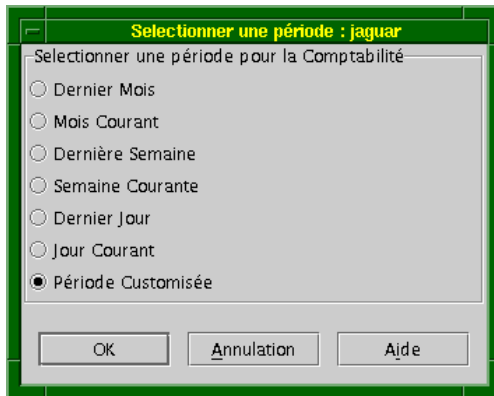 Selectionner une période : jaguar
Selectionner une période pour la Comptabilité
Dernier Mois
Mois Courant
Dernière Semaine
Semaine Courante
Dernier Jour
Jour Courant
Période Customisée
OK Annulation Aide